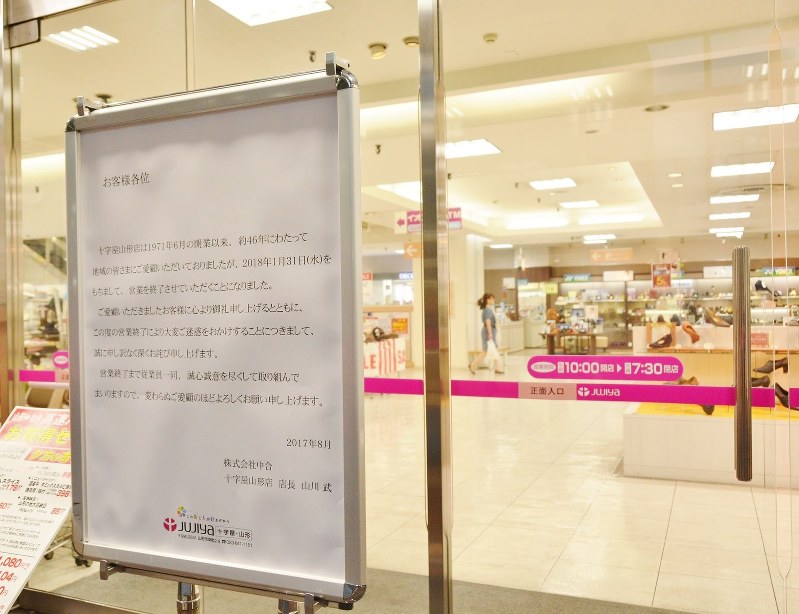 お客様各位
十字屋山形店は1971年6月の開業以来、約46年にわたって
地域の皆さまにご愛顧いただいておりましたが、2018年1月31日(水)を
もちまして、営業を終了させていただくことになりました。
ご愛顧いただきましたお客様に心より御礼申し上げるとともに、
この度の営業終了により大変ご迷惑をおかけすることにつきまして、
誠に申し訳なく深くお詫び申し上げます。
営業終了まで従業員一同、誠心誠意を尽くして取り組んで
まいりますので、変わらぬご愛顧のほどよろしくお願い申し上げます。
2017年8月
株式会社中合
十字屋山形店 店長 山川 武
JUJIYA 十字屋・山形
10:00開店 ▶ 7:30閉店
正面入口 JUJIYA
ATM